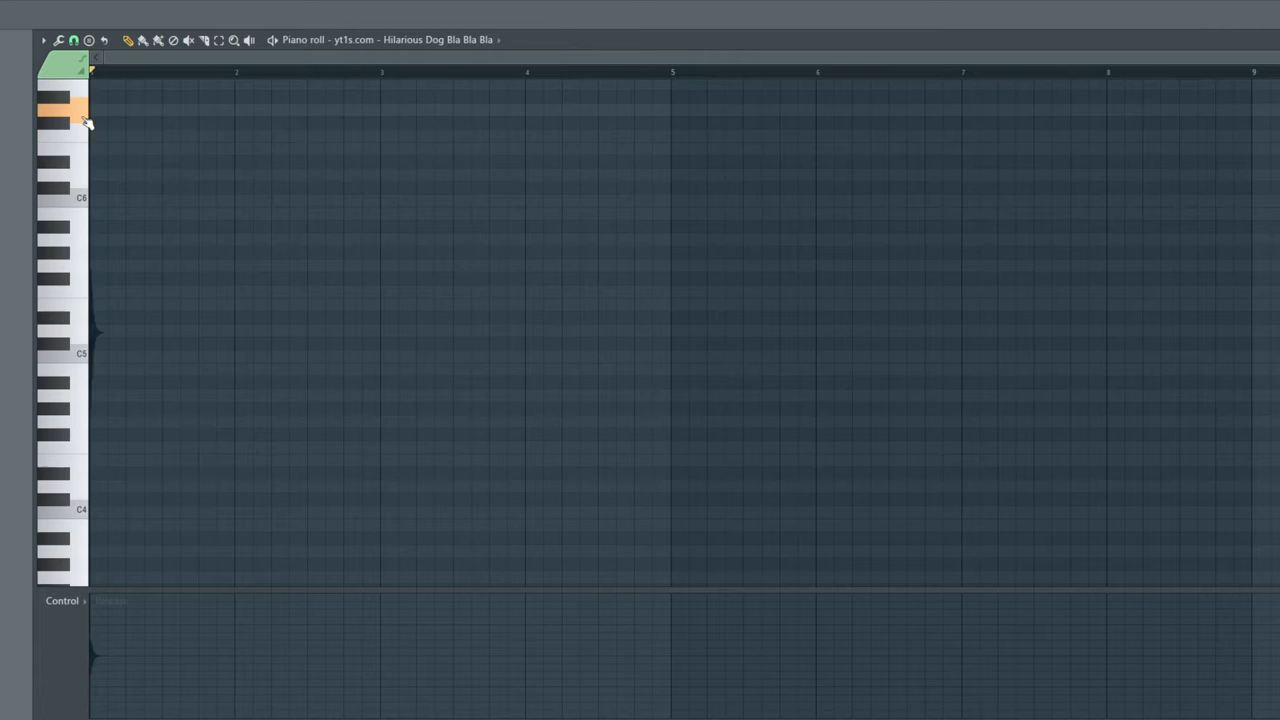 Piano roll - yt1s.com - Hilarious Dog Bla Bla Bla
2 3 4 5 6 7 8 9
C6
C5
C4
Control
Release